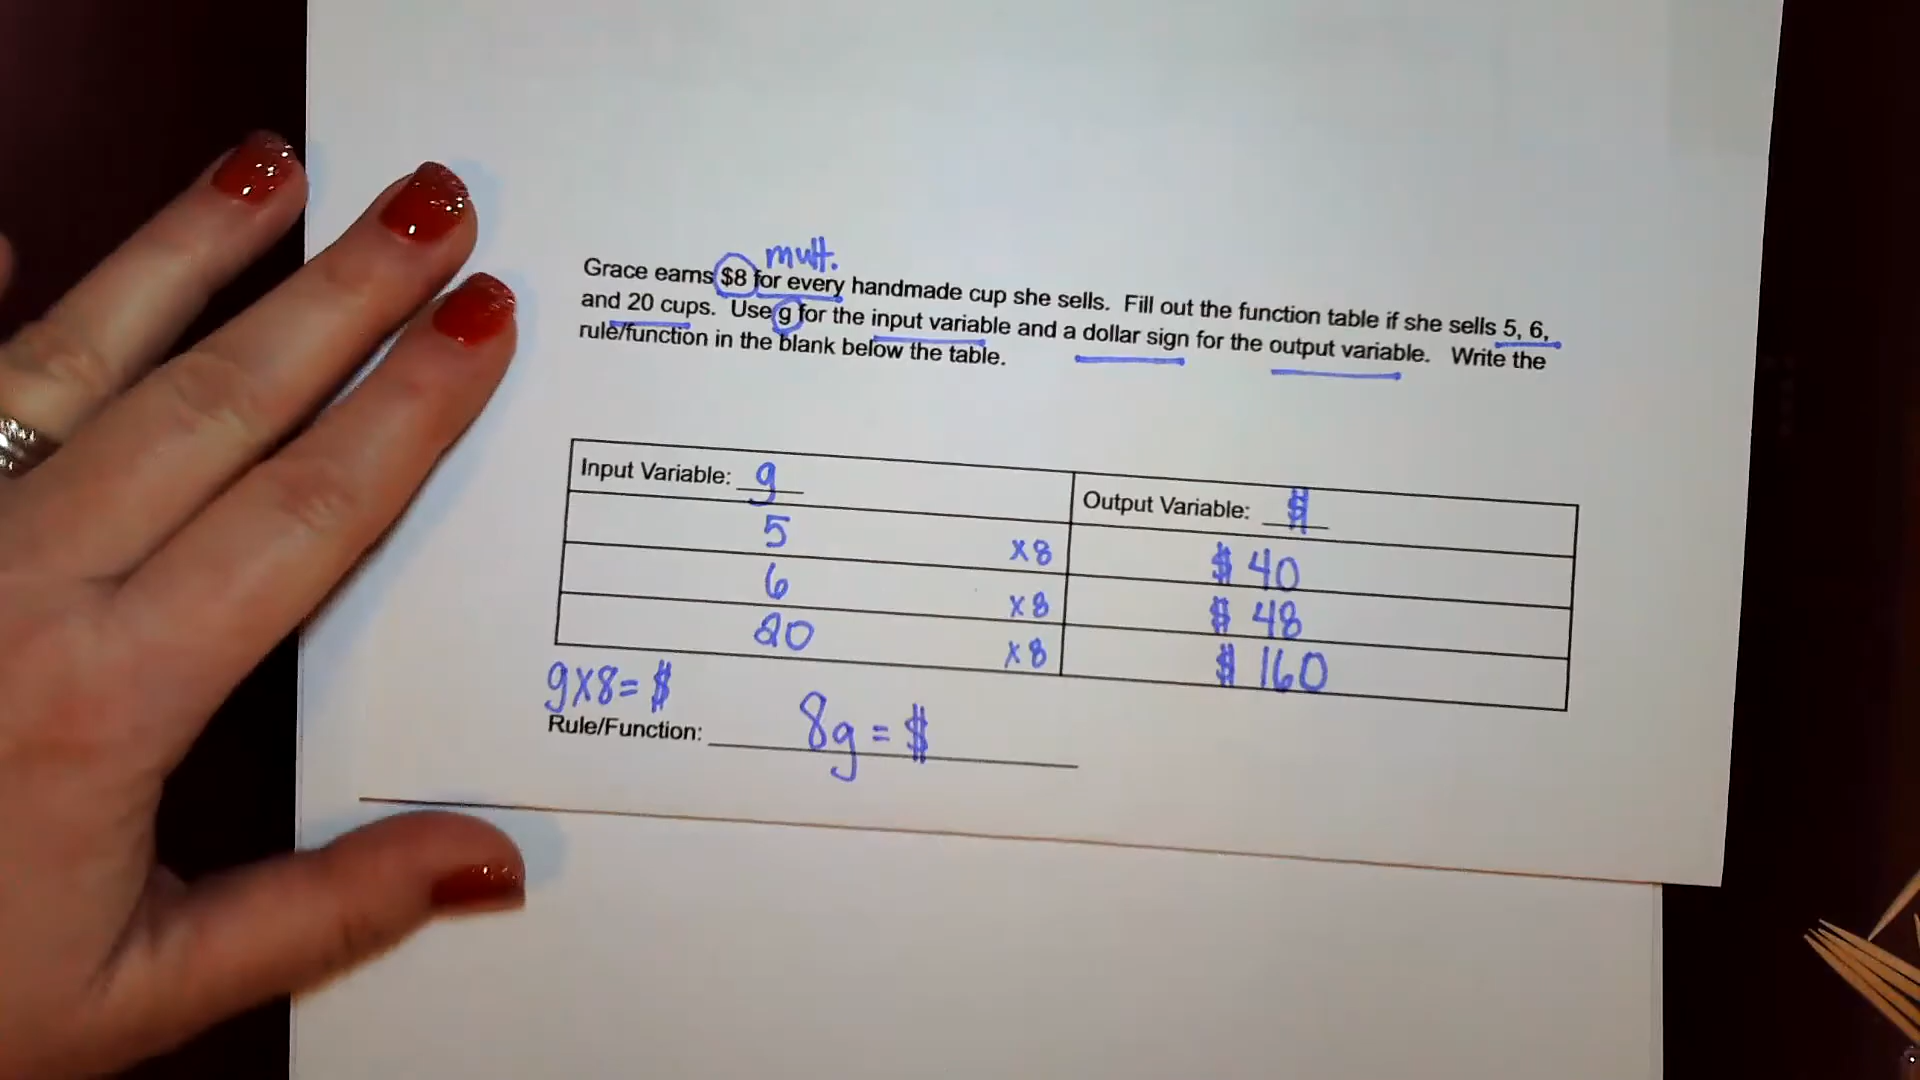 mult.
Grace earns $8 for every handmade cup she sells. Fill out the function table if she sells 5, 6,
and 20 cups. Use g for the input variable and a dollar sign for the output variable. Write the
rule/function in the blank below the table.
Input Variable: g
Output Variable: $
5 x8 $ 40
6 x8 $ 48
20 x8 $ 160
gx8=$
Rule/Function: 8g = $